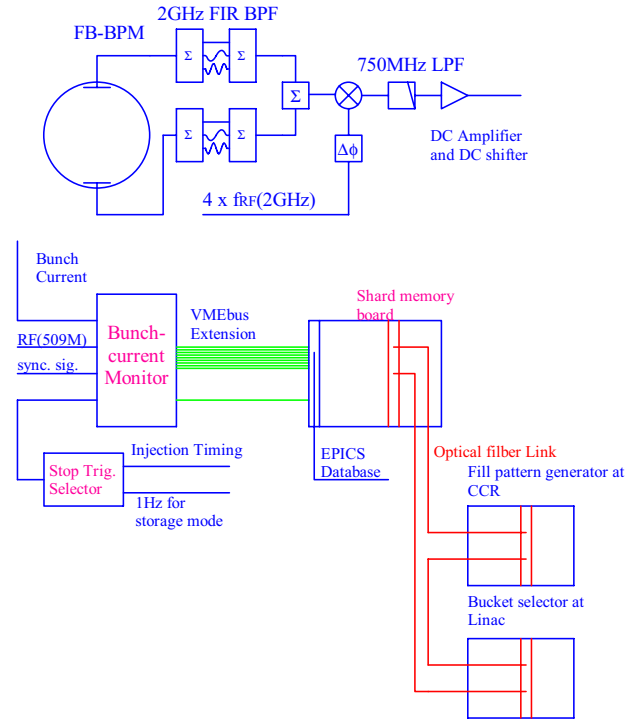 2GHz FIR BPF
FB-BPM
Σ
Σ
750MHz LPF
Σ
Σ
Σ
DC Amplifier
and DC shifter
Δϕ
4 x fRF(2GHz)
Bunch
Current
Shard memory
board
VMEbus
Extension
RF(509M)
Bunch-
current
Monitor
sync. sig.
Injection Timing
EPICS
Database
Optical filber Link
Stop Trig.
Selector
Fill pattern generator at
CCR
1Hz for
storage mode
Bucket selector at
Linac